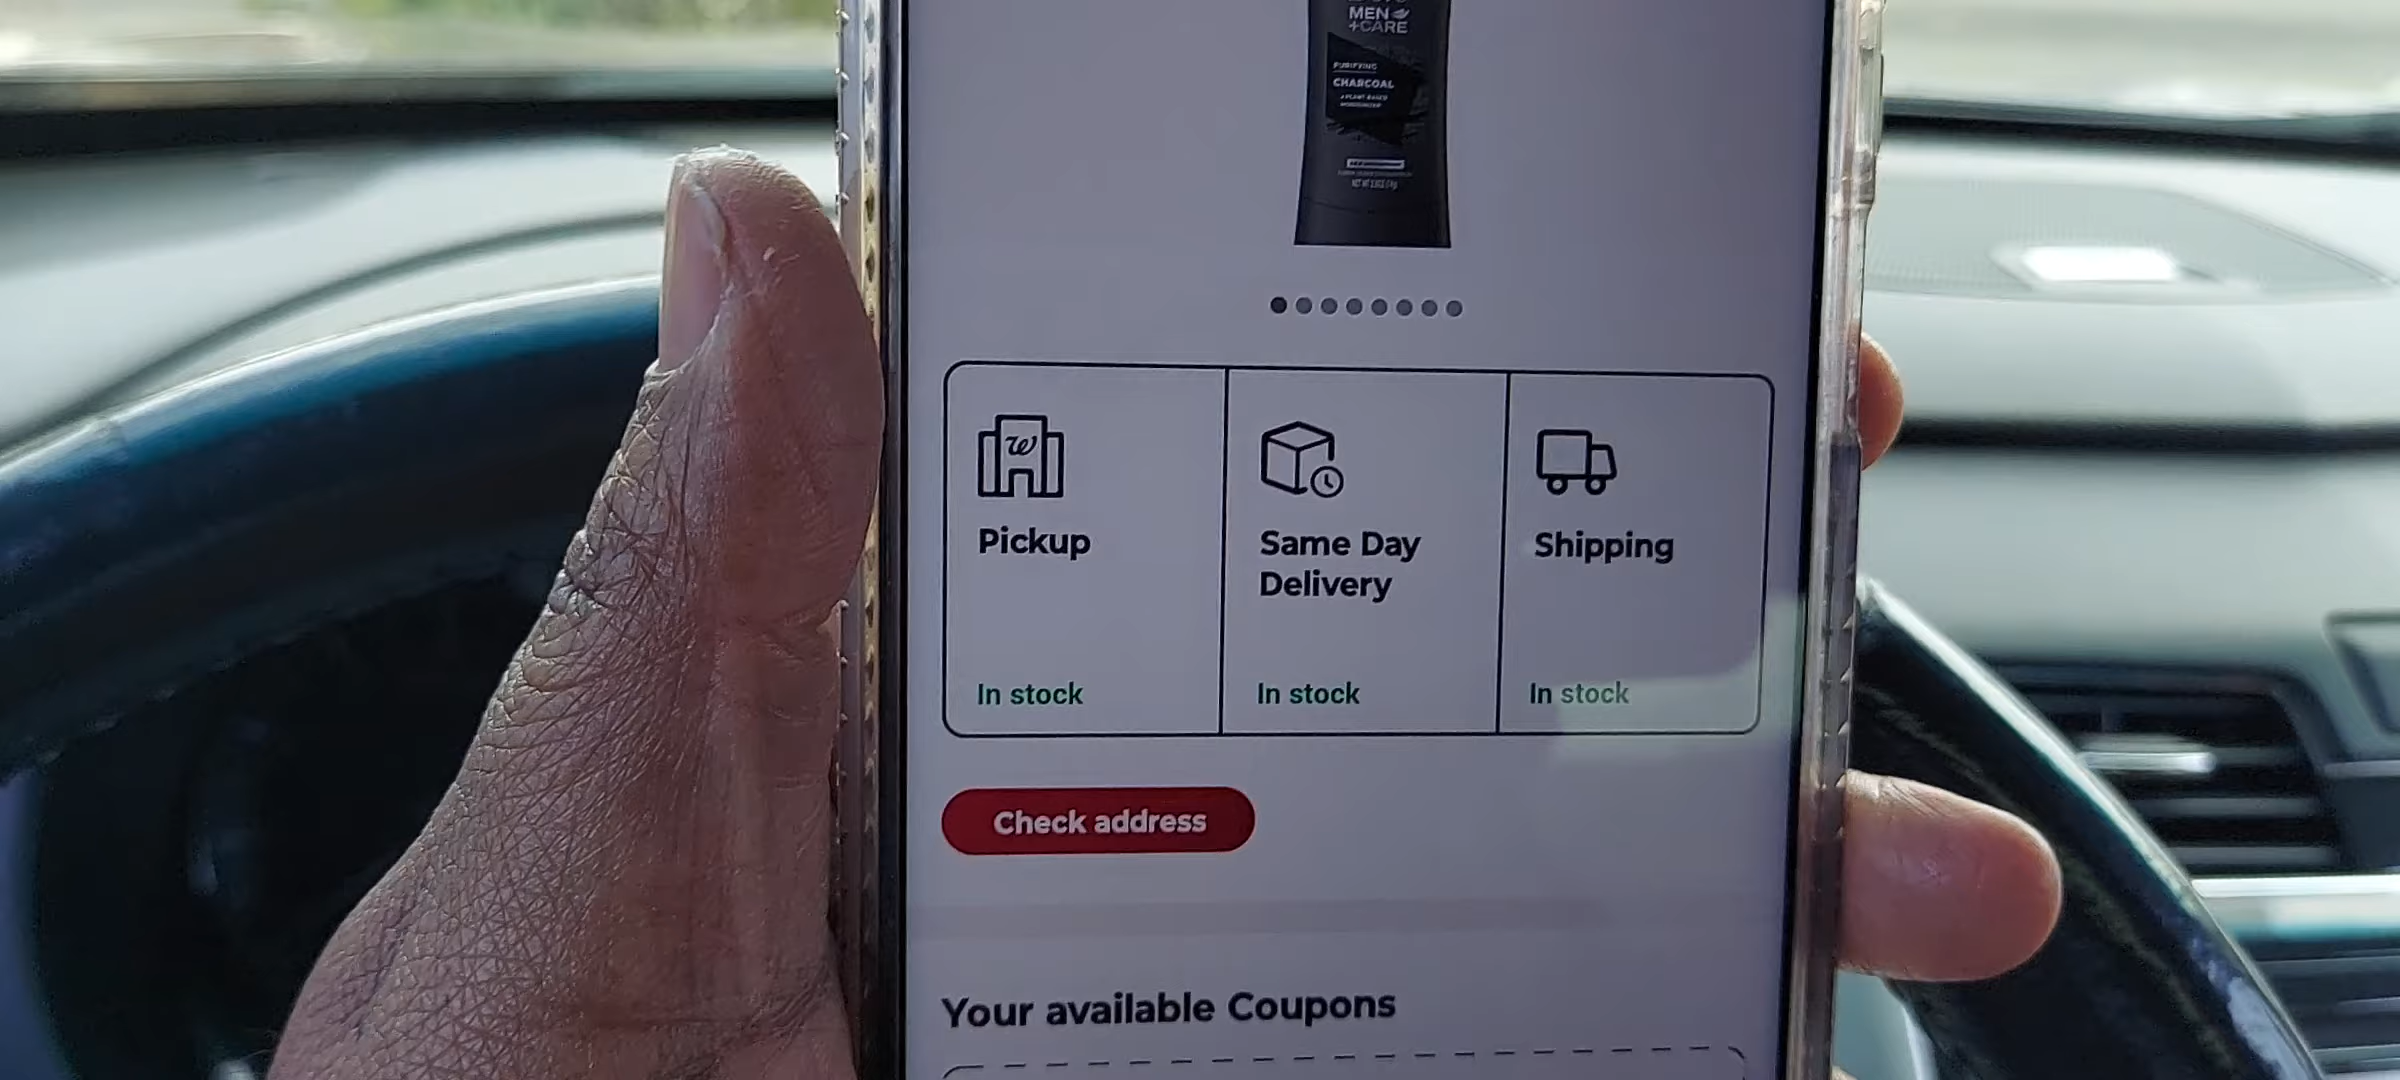 MEN
+CARE
PURIFYING
CHARCOAL
Pickup
Same Day
Delivery
Shipping
In stock
In stock
In stock
Check address
Your available Coupons